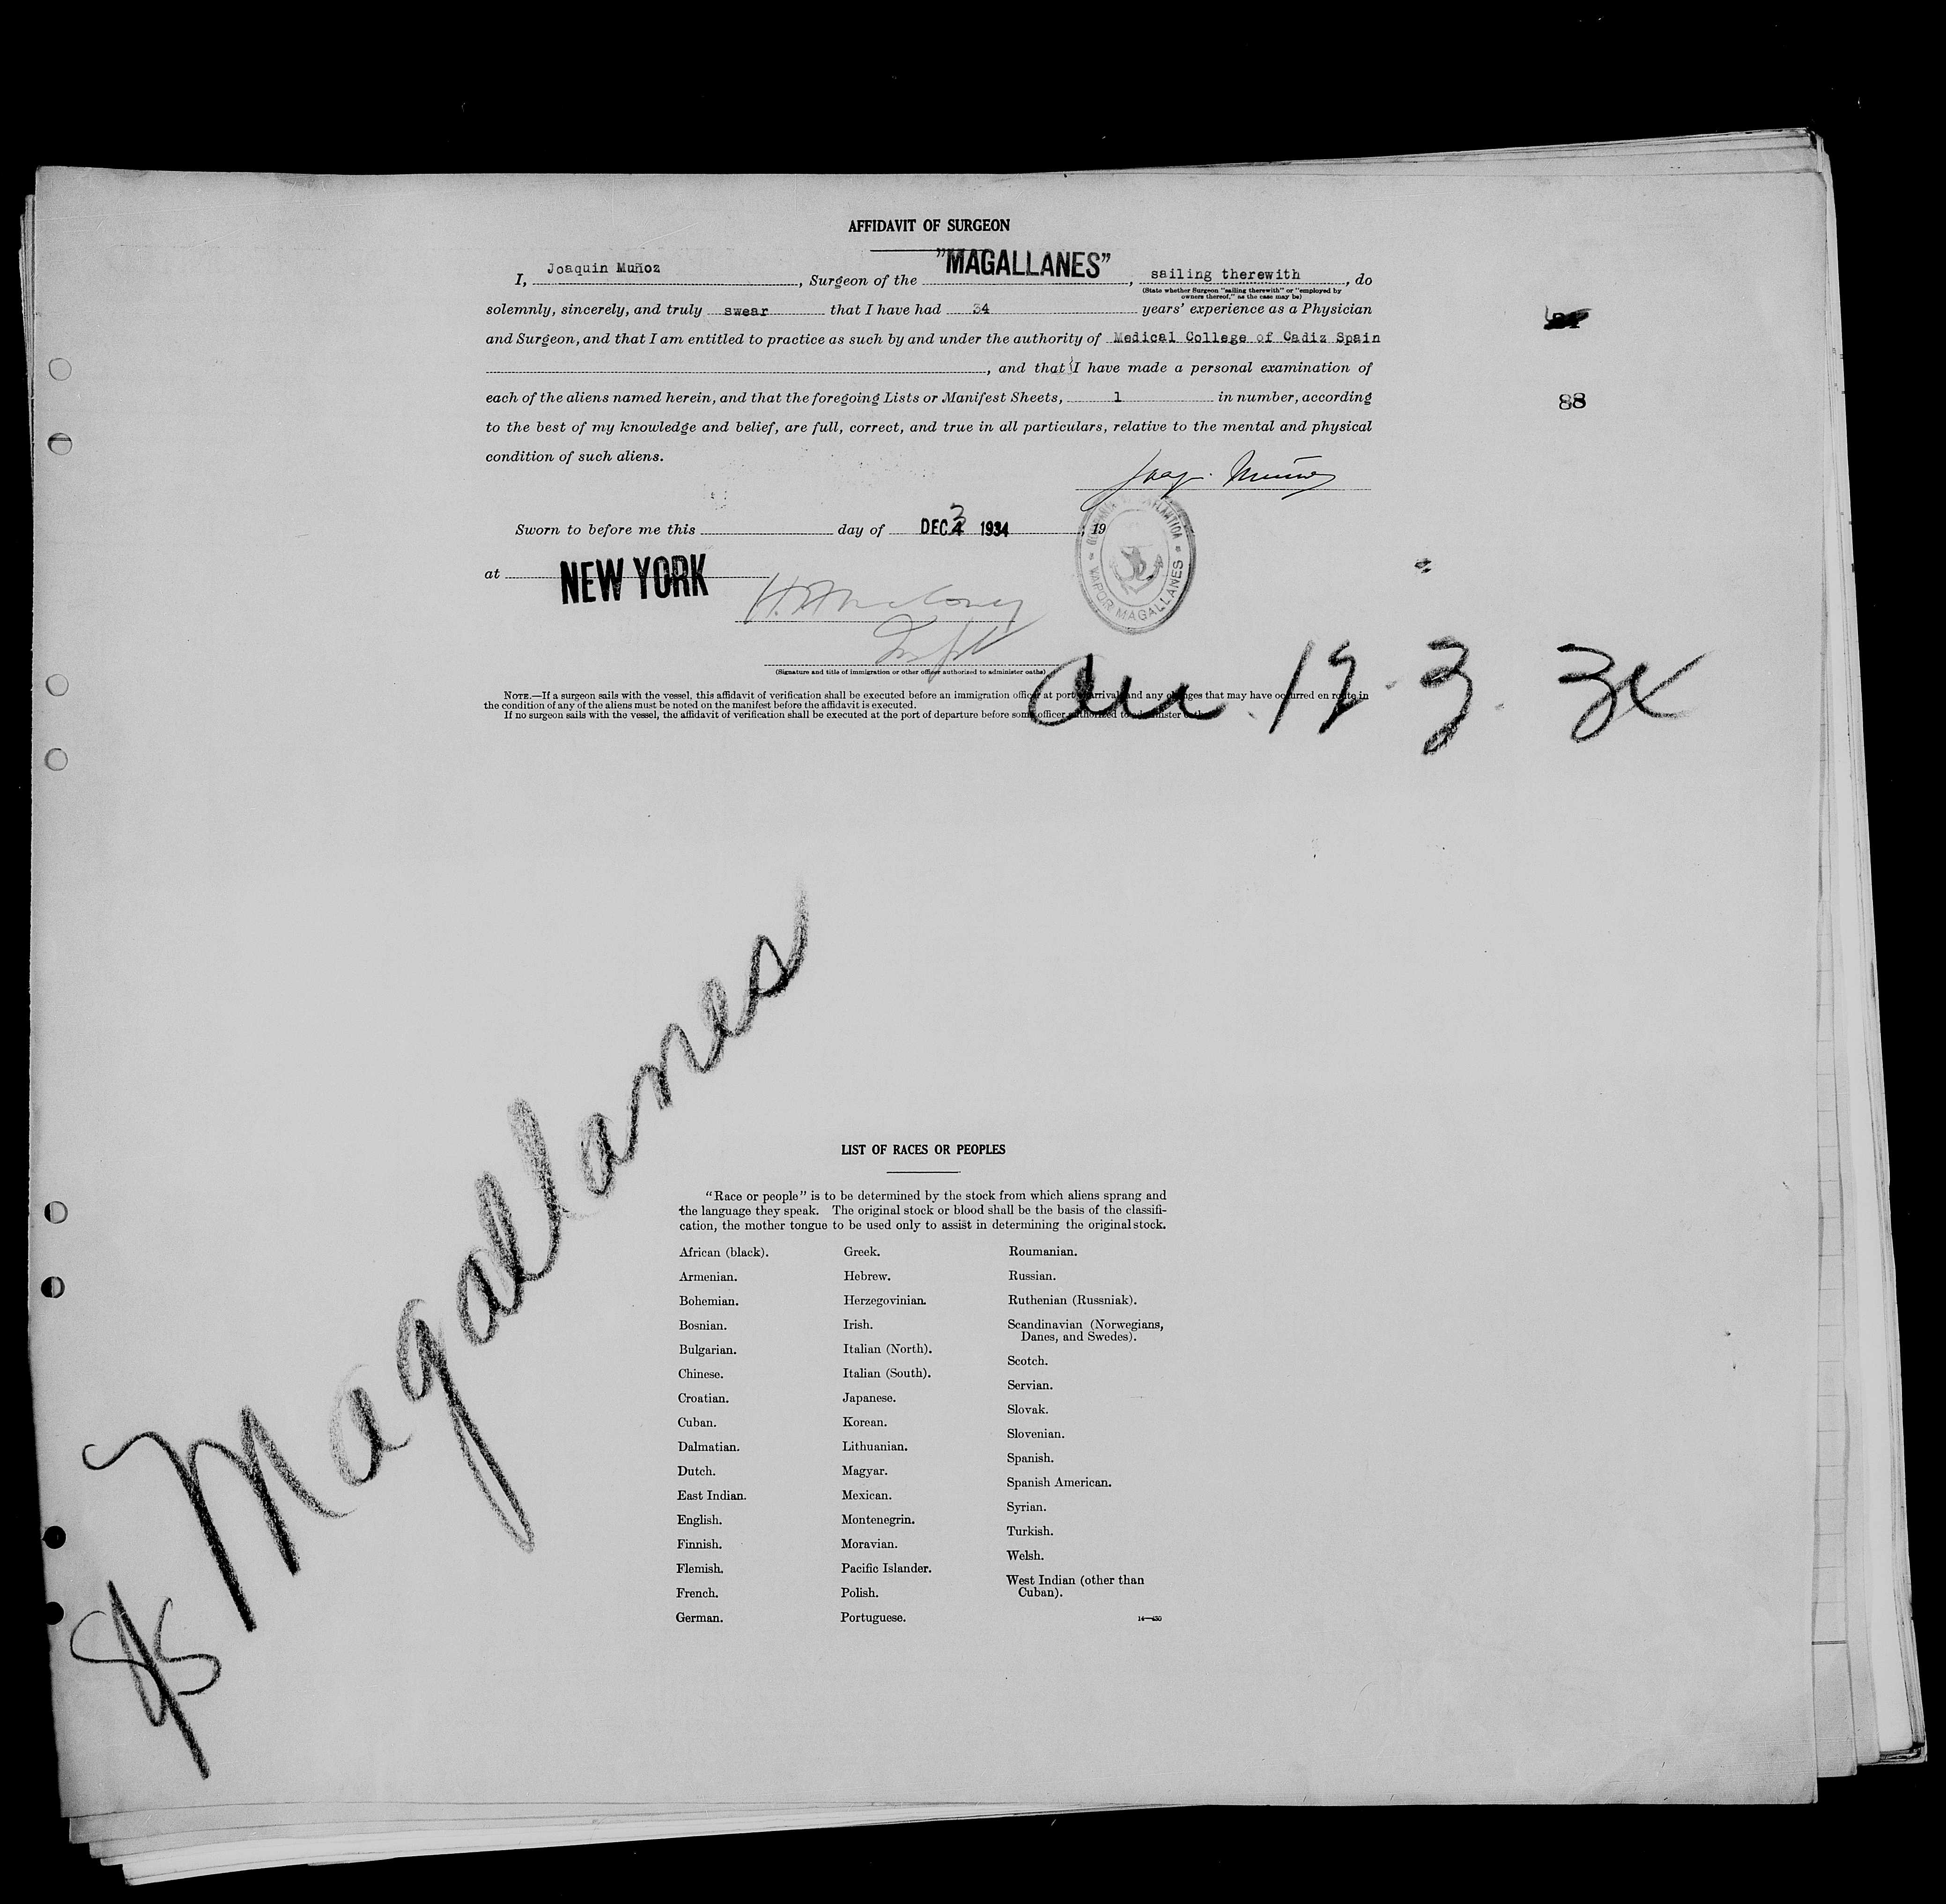 AFFIDAVIT OF SURGEON
I, Joaquin Muñoz, Surgeon of the "MAGALLANES", sailing therewith, do
(State whether Surgeon "sailing therewith" or "employed by
owners thereof," as the case may be)
solemnly, sincerely, and truly swear that I have had 34 years' experience as a Physician
and Surgeon, and that I am entitled to practice as such by and under the authority of Medical College of Cadiz Spain
, and that I have made a personal examination of
each of the aliens named herein, and that the foregoing Lists or Manifest Sheets, 1 in number, according
88
to the best of my knowledge and belief, are full, correct, and true in all particulars, relative to the mental and physical
condition of such aliens.
Joaqn. Muñoz
Sworn to before me this day of DEC 3 1934, 19
at NEW YORK
VAPOR MAGALLANES
(Signature and title of immigration or other officer authorized to administer oaths)
NOTE.—If a surgeon sails with the vessel, this affidavit of verification shall be executed before an immigration officer at port of arrival and any changes that may have occurred en route in
the condition of any of the aliens must be noted on the manifest before the affidavit is executed.
If no surgeon sails with the vessel, the affidavit of verification shall be executed at the port of departure before some officer authorized to administer oaths.
12 3 34
SS Magallanes
LIST OF RACES OR PEOPLES
"Race or people" is to be determined by the stock from which aliens sprang and
the language they speak. The original stock or blood shall be the basis of the classifi-
cation, the mother tongue to be used only to assist in determining the original stock.
African (black).
Armenian.
Bohemian.
Bosnian.
Bulgarian.
Chinese.
Croatian.
Cuban.
Dalmatian.
Dutch.
East Indian.
English.
Finnish.
Flemish.
French.
German.
Greek.
Hebrew.
Herzegovinian.
Irish.
Italian (North).
Italian (South).
Japanese.
Korean.
Lithuanian.
Magyar.
Mexican.
Montenegrin.
Moravian.
Pacific Islander.
Polish.
Portuguese.
Roumanian.
Russian.
Ruthenian (Russniak).
Scandinavian (Norwegians,
Danes, and Swedes).
Scotch.
Servian.
Slovak.
Slovenian.
Spanish.
Spanish American.
Syrian.
Turkish.
Welsh.
West Indian (other than
Cuban).
14—430